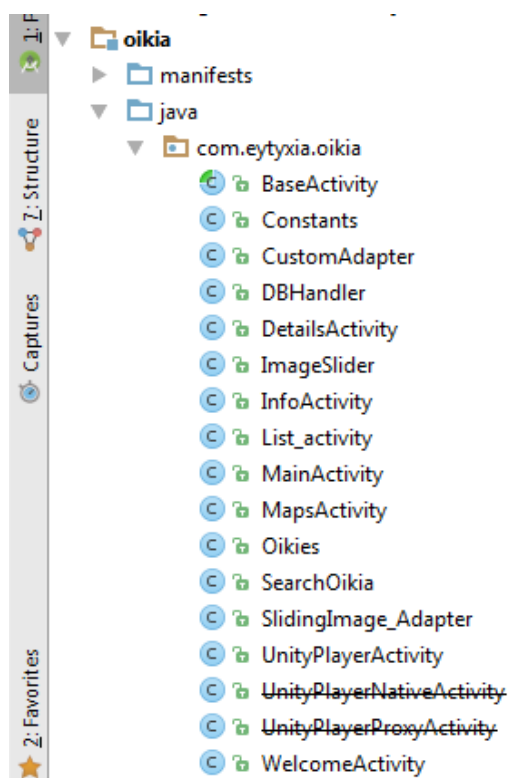 1: P
oikia
manifests
java
com.eytyxia.oikia
BaseActivity
Constants
CustomAdapter
DBHandler
DetailsActivity
ImageSlider
InfoActivity
List_activity
MainActivity
MapsActivity
Oikies
SearchOikia
SlidingImage_Adapter
UnityPlayerActivity
UnityPlayerNativeActivity
UnityPlayerProxyActivity
WelcomeActivity
7: Structure
Captures
2: Favorites